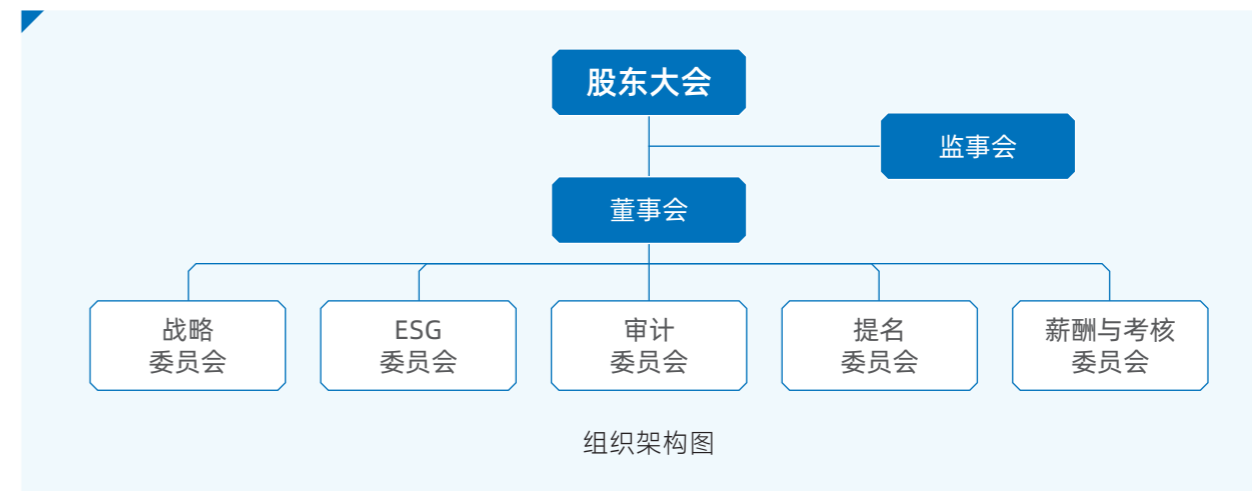 股东大会
监事会
董事会
战略
委员会
ESG
委员会
审计
委员会
提名
委员会
薪酬与考核
委员会
组织架构图